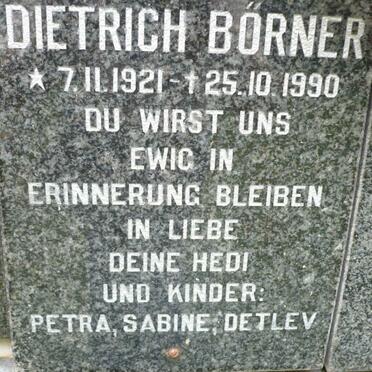 DIETRICH BÖRNER
★ 7.11.1921 - † 25.10.1990
DU WIRST UNS
EWIG IN
ERINNERUNG BLEIBEN
IN LIEBE
DEINE HEDI
UND KINDER:
PETRA, SABINE, DETLEV